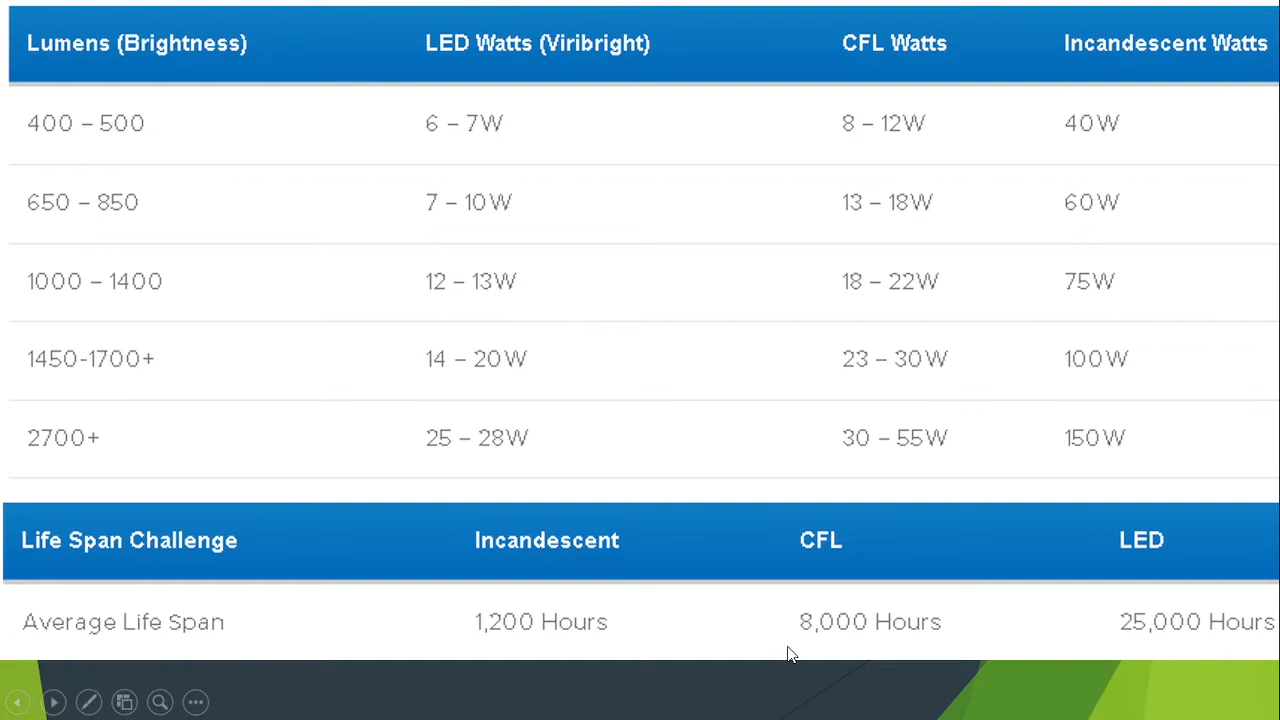 Lumens (Brightness) LED Watts (Viribright) CFL Watts Incandescent Watts
400 – 500 6 – 7W 8 – 12W 40W
650 – 850 7 – 10W 13 – 18W 60W
1000 – 1400 12 – 13W 18 – 22W 75W
1450-1700+ 14 – 20W 23 – 30W 100W
2700+ 25 – 28W 30 – 55W 150W
Life Span Challenge Incandescent CFL LED
Average Life Span 1,200 Hours 8,000 Hours 25,000 Hours